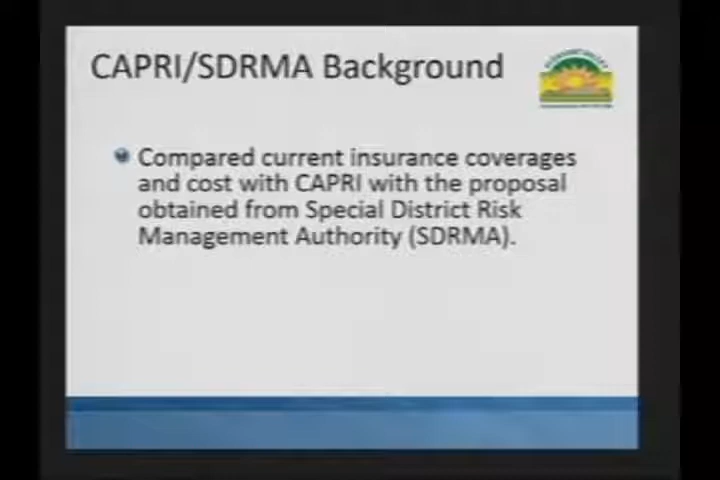 CAPRI/SDRMA Background
Compared current insurance coverages
and cost with CAPRI with the proposal
obtained from Special District Risk
Management Authority (SDRMA).